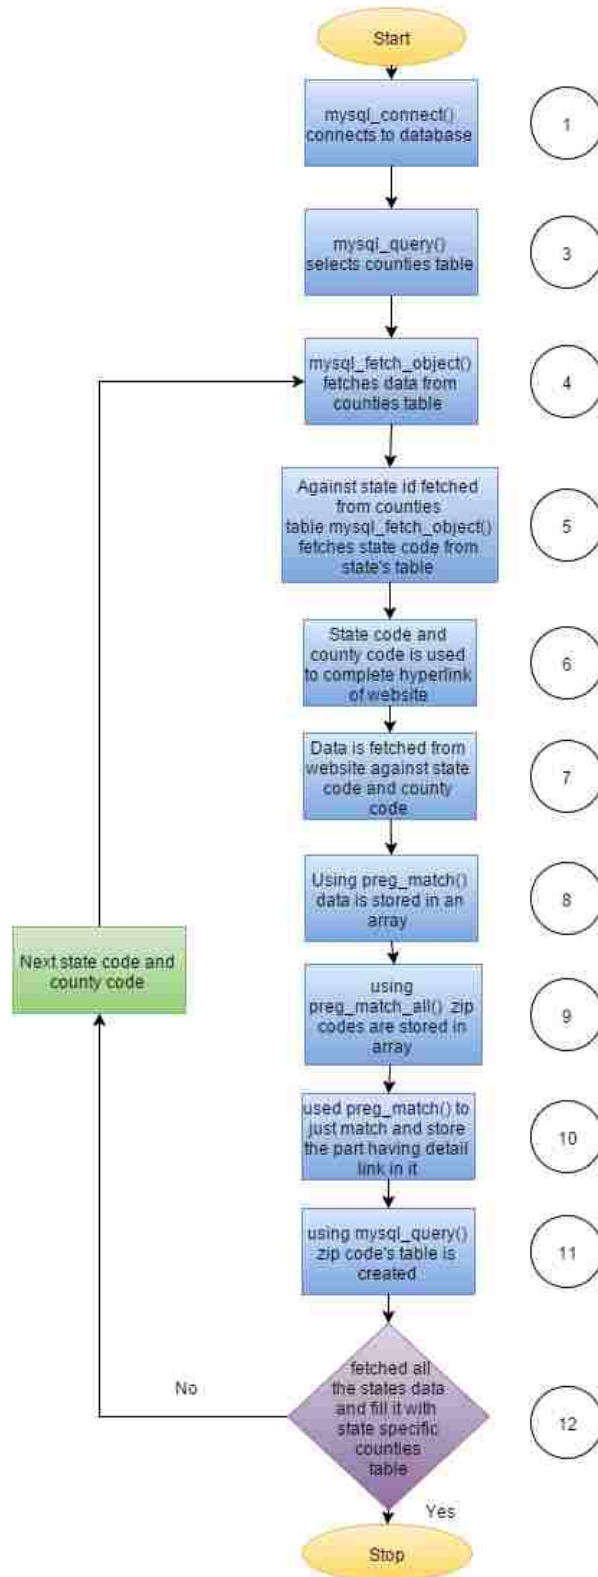 Start
mysql_connect()
connects to database
1
mysql_query()
selects counties table
3
mysql_fetch_object()
fetches data from
counties table
4
Against state id fetched
from counties
table mysql_fetch_object()
fetches state code from
state's table
5
State code and
county code is used
to complete hyperlink
of website
6
Data is fetched from
website against state
code and county
code
7
Using preg_match()
data is stored in an
array
8
Next state code and
county code
using
preg_match_all() zip
codes are stored in
array
9
used preg_match() to
just match and store
the part having detail
link in it
10
using mysql_query()
zip code's table is
created
11
fetched all
the states data
and fill it with
state specific
counties
table
12
No
Yes
Stop